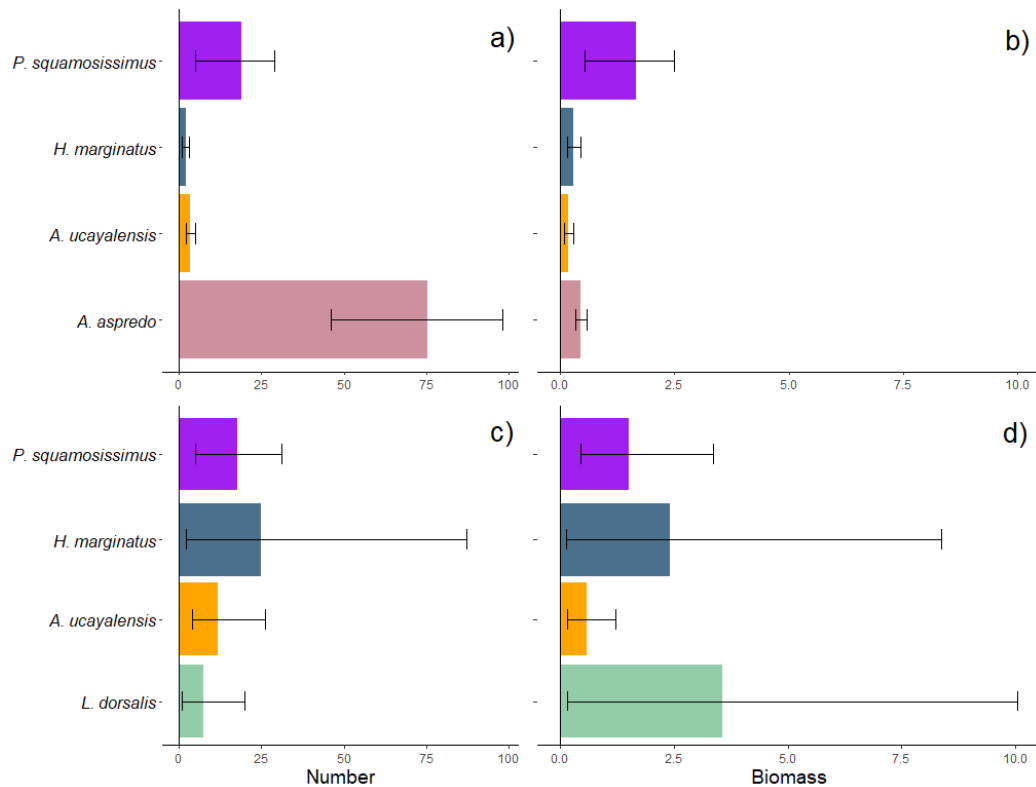 a)
b)
P. squamosissimus
H. marginatus
A. ucayalensis
A. aspredo
0 25 50 75 100
0.0 2.5 5.0 7.5 10.0
c)
d)
P. squamosissimus
H. marginatus
A. ucayalensis
L. dorsalis
0 25 50 75 100
0.0 2.5 5.0 7.5 10.0
Number
Biomass